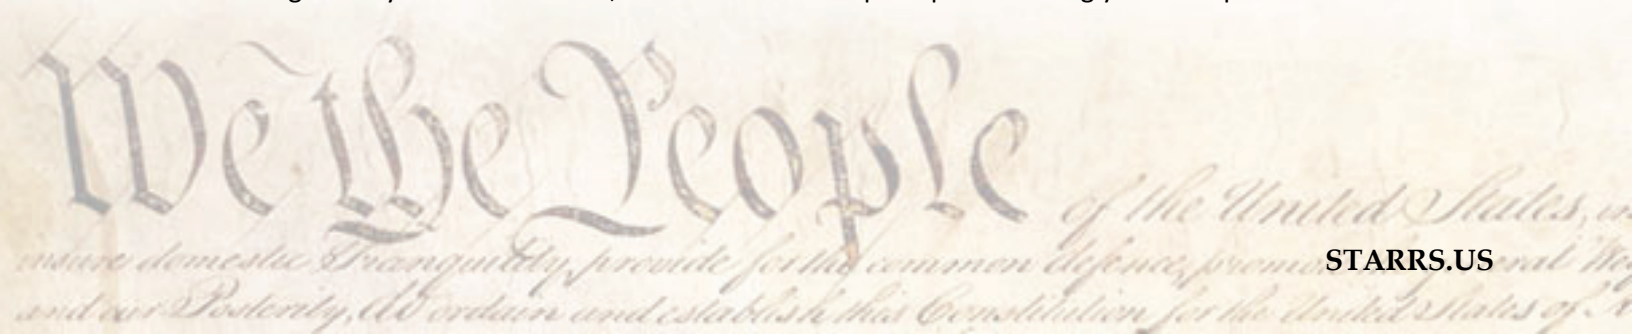 We the People of the United States,
insure domestic Tranquility, provide for the common defence, promo eral
STARRS.US
and our Posterity, do ordain and establish this Constitution for the United States of A